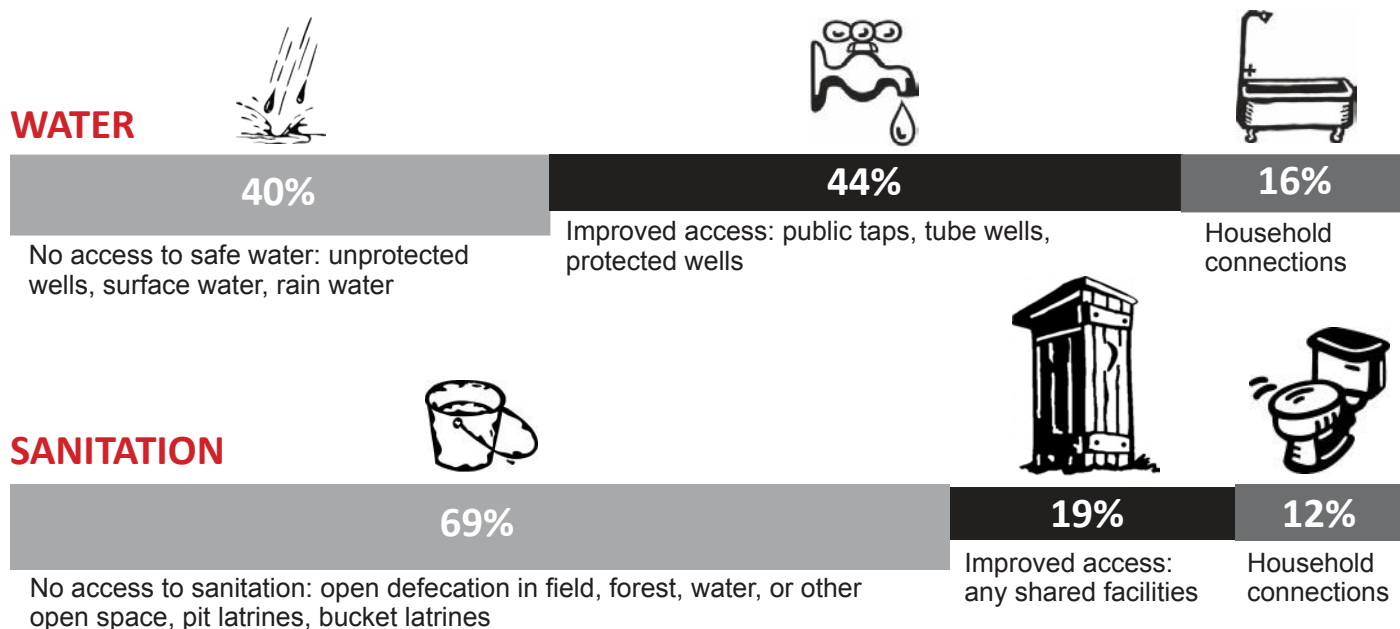 WATER
40%
44%
16%
No access to safe water: unprotected
wells, surface water, rain water
Improved access: public taps, tube wells,
protected wells
Household
connections
SANITATION
69%
19%
12%
No access to sanitation: open defecation in field, forest, water, or other
open space, pit latrines, bucket latrines
Improved access:
any shared facilities
Household
connections